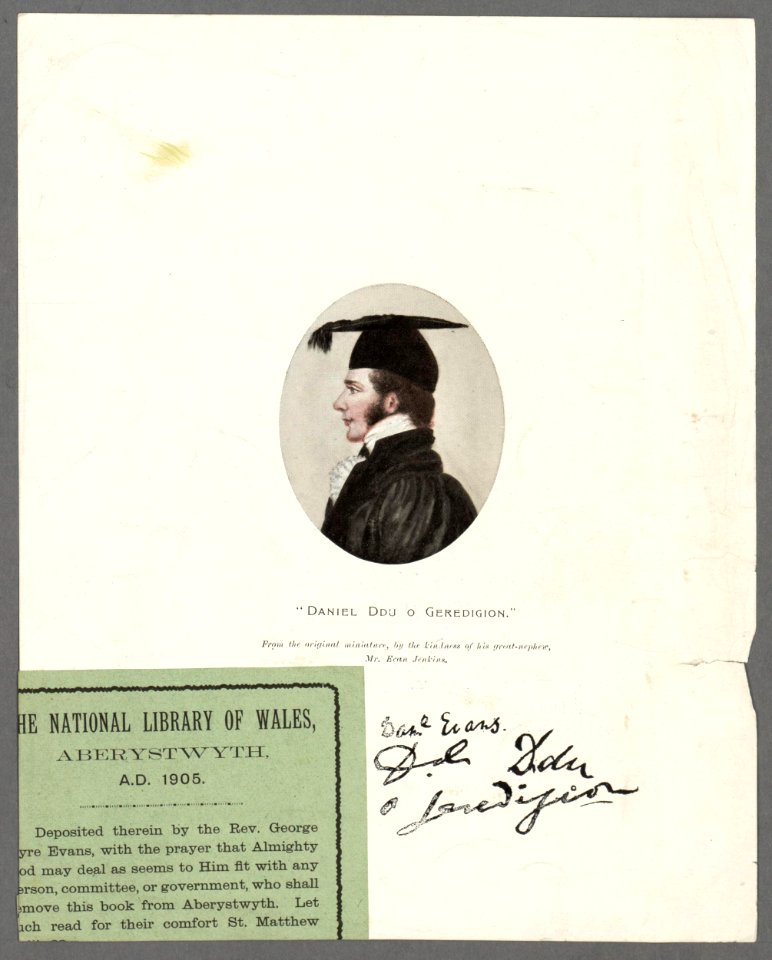 "DANIEL DDU O GEREDIGION."
From the original miniature, by the kindness of his great-nephew,
Mr. Evan Jenkins.
HE NATIONAL LIBRARY OF WALES,
ABERYSTWYTH,
A.D. 1905.
Deposited therein by the Rev. George
yre Evans, with the prayer that Almighty
od may deal as seems to Him fit with any
erson, committee, or government, who shall
emove this book from Aberystwyth. Let
uch read for their comfort St. Matthew
Danl Evans.
Dl. Ddu
o Geredigion